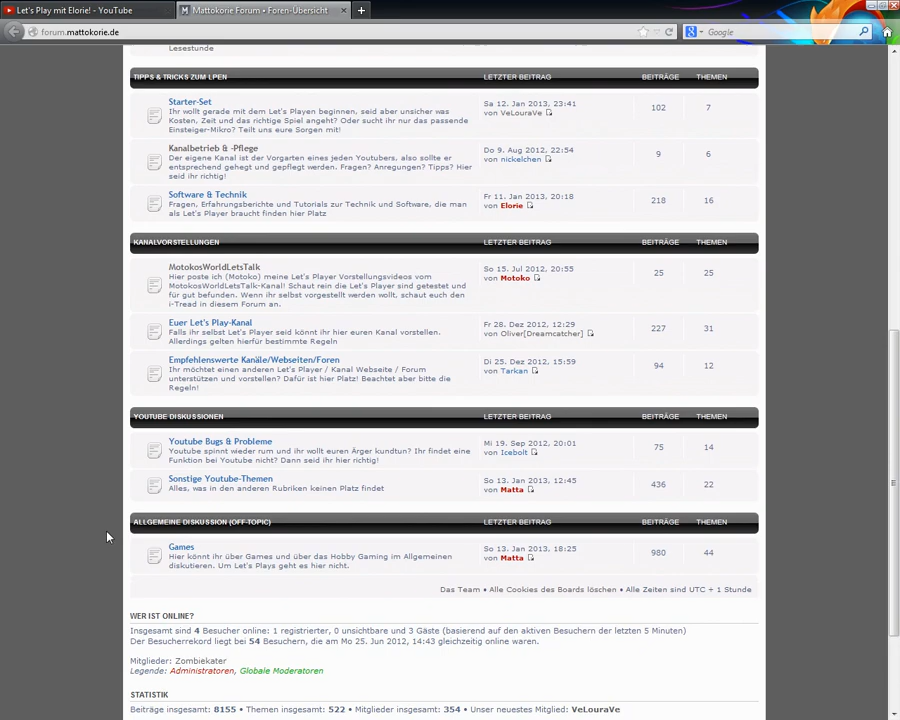 Let's Play mit Elorie! - YouTube
Mattokorie Forum • Foren-Übersicht
forum.mattokorie.de
Google
Lesestunde
TIPPS & TRICKS ZUM LPEN LETZTER BEITRAG BEITRÄGE THEMEN
Starter-Set
Ihr wollt gerade mit dem Let's Playen beginnen, seid aber unsicher was
Kosten, Zeit und das richtige Spiel angeht? Oder sucht ihr nur das passende
Einsteiger-Mikro? Teilt uns eure Sorgen mit!
Sa 12. Jan 2013, 23:41
von VeLouraVe
102 7
Kanalbetrieb & -Pflege
Der eigene Kanal ist der Vorgarten eines jeden Youtubers, also sollte er
entsprechend gehegt und gepflegt werden. Fragen? Anregungen? Tipps? Hier
seid ihr richtig!
Do 9. Aug 2012, 22:54
von nickelchen
9 6
Software & Technik
Fragen, Erfahrungsberichte und Tutorials zur Technik und Software, die man
als Let's Player braucht finden hier Platz
Fr 11. Jan 2013, 20:18
von Elorie
218 16
KANALVORSTELLUNGEN LETZTER BEITRAG BEITRÄGE THEMEN
MotokosWorldLetsTalk
Hier poste ich (Motoko) meine Let's Player Vorstellungsvideos vom
MotokosWorldLetsTalk-Kanal! Schaut rein die Let's Player sind getestet und
für gut befunden. Wenn ihr selbst vorgestellt werden wollt, schaut euch den
i-Tread in diesem Forum an.
So 15. Jul 2012, 20:55
von Motoko
25 25
Euer Let's Play-Kanal
Falls ihr selbst Let's Player seid könnt ihr hier euren Kanal vorstellen.
Allerdings gelten hierfür bestimmte Regeln
Fr 28. Dez 2012, 12:29
von Oliver[Dreamcatcher]
227 31
Empfehlenswerte Kanäle/Webseiten/Foren
Ihr möchtet einen anderen Let's Player / Kanal Webseite / Forum
unterstützen und vorstellen? Dafür ist hier Platz! Beachtet aber bitte die
Regeln!
Di 25. Dez 2012, 15:59
von Tarkan
94 12
YOUTUBE DISKUSSIONEN LETZTER BEITRAG BEITRÄGE THEMEN
Youtube Bugs & Probleme
Youtube spinnt wieder rum und ihr wollt euren Ärger kundtun? Ihr findet eine
Funktion bei Youtube nicht? Dann seid ihr hier richtig!
Mi 19. Sep 2012, 20:01
von Icebolt
75 14
Sonstige Youtube-Themen
Alles, was in den anderen Rubriken keinen Platz findet
So 13. Jan 2013, 12:45
von Matta
436 22
ALLGEMEINE DISKUSSION (OFF-TOPIC) LETZTER BEITRAG BEITRÄGE THEMEN
Games
Hier könnt ihr über Games und über das Hobby Gaming im Allgemeinen
diskutieren. Um Let's Plays geht es hier nicht.
So 13. Jan 2013, 18:25
von Matta
980 44
Das Team • Alle Cookies des Boards löschen • Alle Zeiten sind UTC + 1 Stunde
WER IST ONLINE?
Insgesamt sind 4 Besucher online: 1 registrierter, 0 unsichtbare und 3 Gäste (basierend auf den aktiven Besuchern der letzten 5 Minuten)
Der Besucherrekord liegt bei 54 Besuchern, die am Mo 25. Jun 2012, 14:43 gleichzeitig online waren.
Mitglieder: Zombiekater
Legende: Administratoren, Globale Moderatoren
STATISTIK
Beiträge insgesamt: 8155 • Themen insgesamt: 522 • Mitglieder insgesamt: 354 • Unser neuestes Mitglied: VeLouraVe